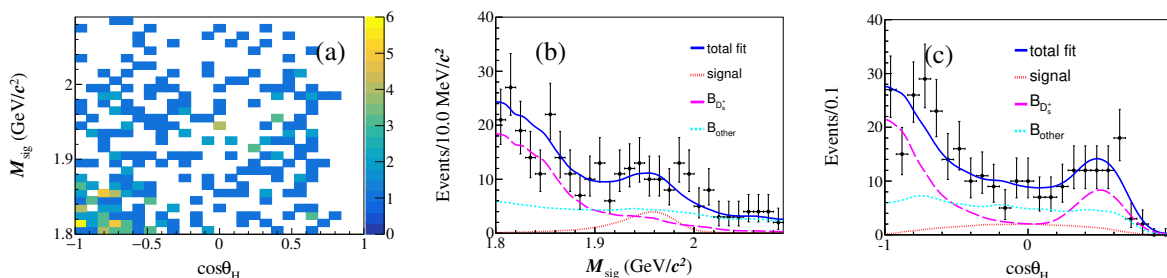 (a)
M_sig (GeV/c²)
2
1.9
1.8
−1
−0.5
0
0.5
1
cosθ_H
6
5
4
3
2
1
0
(b)
Events/10.0 MeV/c²
40
30
20
10
0
1.8
1.9
2
M_sig (GeV/c²)
total fit
signal
B_{D_s^+}
B_other
(c)
Events/0.1
40
30
20
10
0
-1
0
cosθ_H
total fit
signal
B_{D_s^+}
B_other